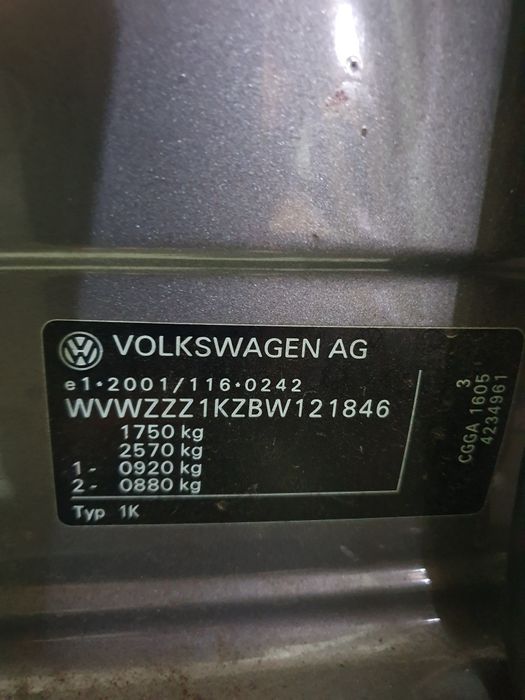 VOLKSWAGEN AG
e1*2001/116*0242
WVWZZZ1KZBW121846
1750 kg
2570 kg
1- 0920 kg
2- 0880 kg
Typ 1K
3
CGGA 1605
4234961